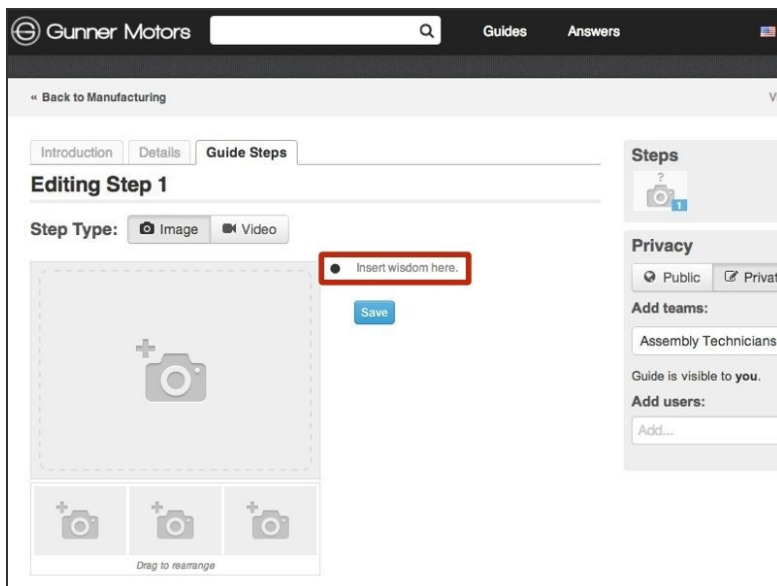 Gunner Motors
Guides
Answers
« Back to Manufacturing
V
Introduction
Details
Guide Steps
Editing Step 1
Step Type:
Image
Video
Insert wisdom here.
Save
Drag to rearrange
Steps
?
1
Privacy
Public
Privat
Add teams:
Assembly Technicians
Guide is visible to you.
Add users:
Add...